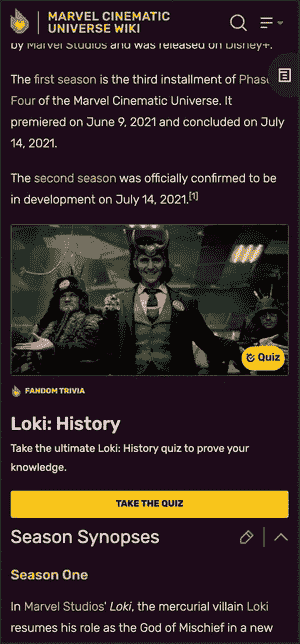 MARVEL CINEMATIC
UNIVERSE WIKI
by Marvel Studios and was released on Disney+.
The first season is the third installment of Phase
Four of the Marvel Cinematic Universe. It
premiered on June 9, 2021 and concluded on July
14, 2021.
The second season was officially confirmed to be
in development on July 14, 2021.[1]
Quiz
FANDOM TRIVIA
Loki: History
Take the ultimate Loki: History quiz to prove your
knowledge.
TAKE THE QUIZ
Season Synopses
Season One
In Marvel Studios' Loki, the mercurial villain Loki
resumes his role as the God of Mischief in a new